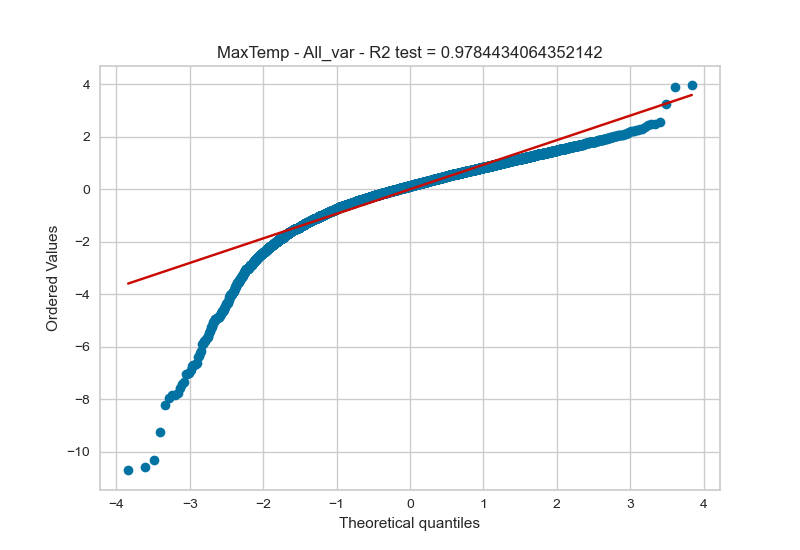 MaxTemp - All_var - R2 test = 0.9784434064352142
4
2
0
−2
−4
−6
−8
−10
Ordered Values
−4 −3 −2 −1 0 1 2 3 4
Theoretical quantiles